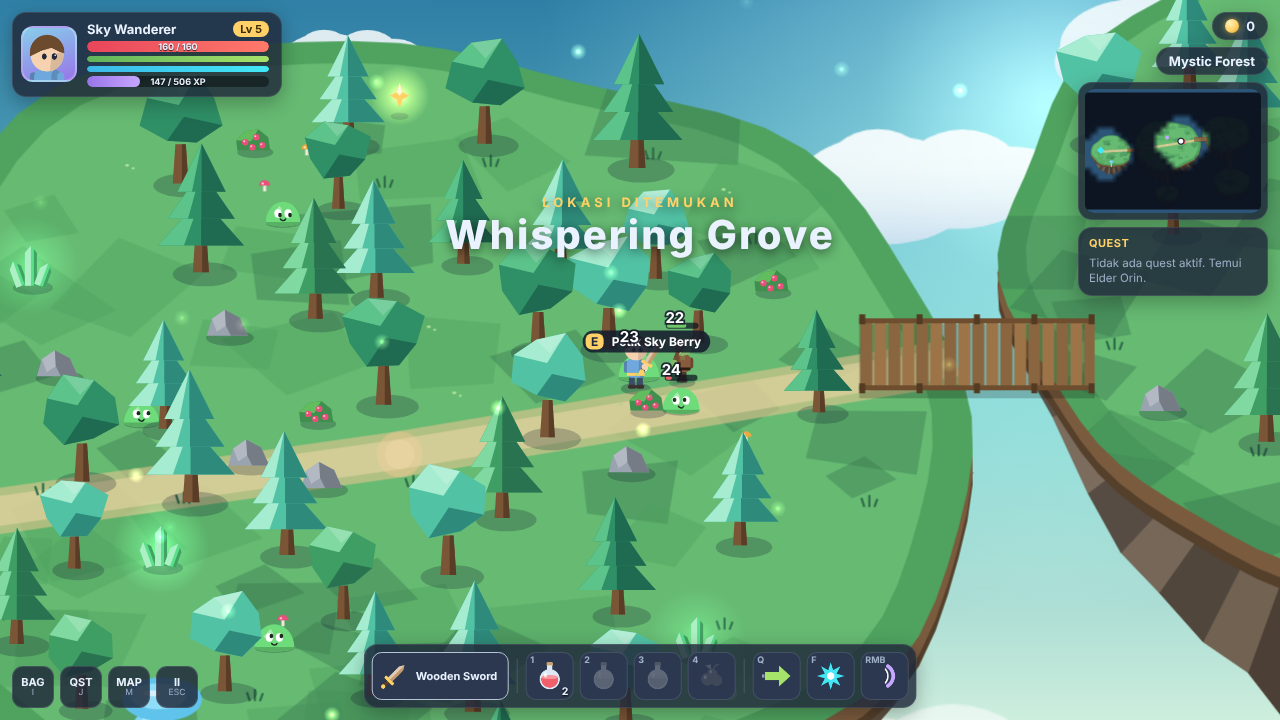 Sky Wanderer
Lv 5
160 / 160
147 / 506 XP
0
Mystic Forest
QUEST
Tidak ada quest aktif. Temui
Elder Orin.
LOKASI DITEMUKAN
Whispering Grove
22
23
E Sky Berry
24
BAG
I
QST
J
MAP
M
II
ESC
Wooden Sword
1
2
2
3
4
Q
F
RMB